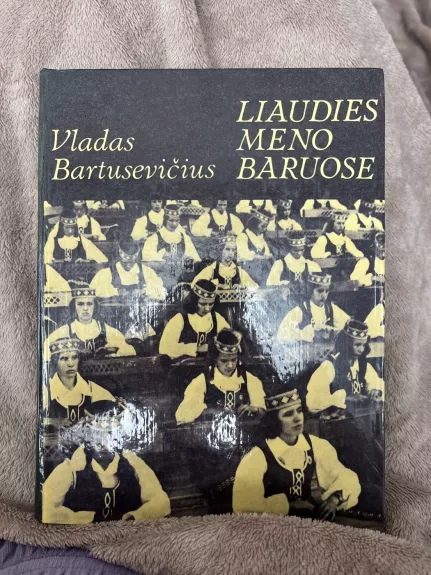 Vladas
Bartusevičius
LIAUDIES
MENO
BARUOSE